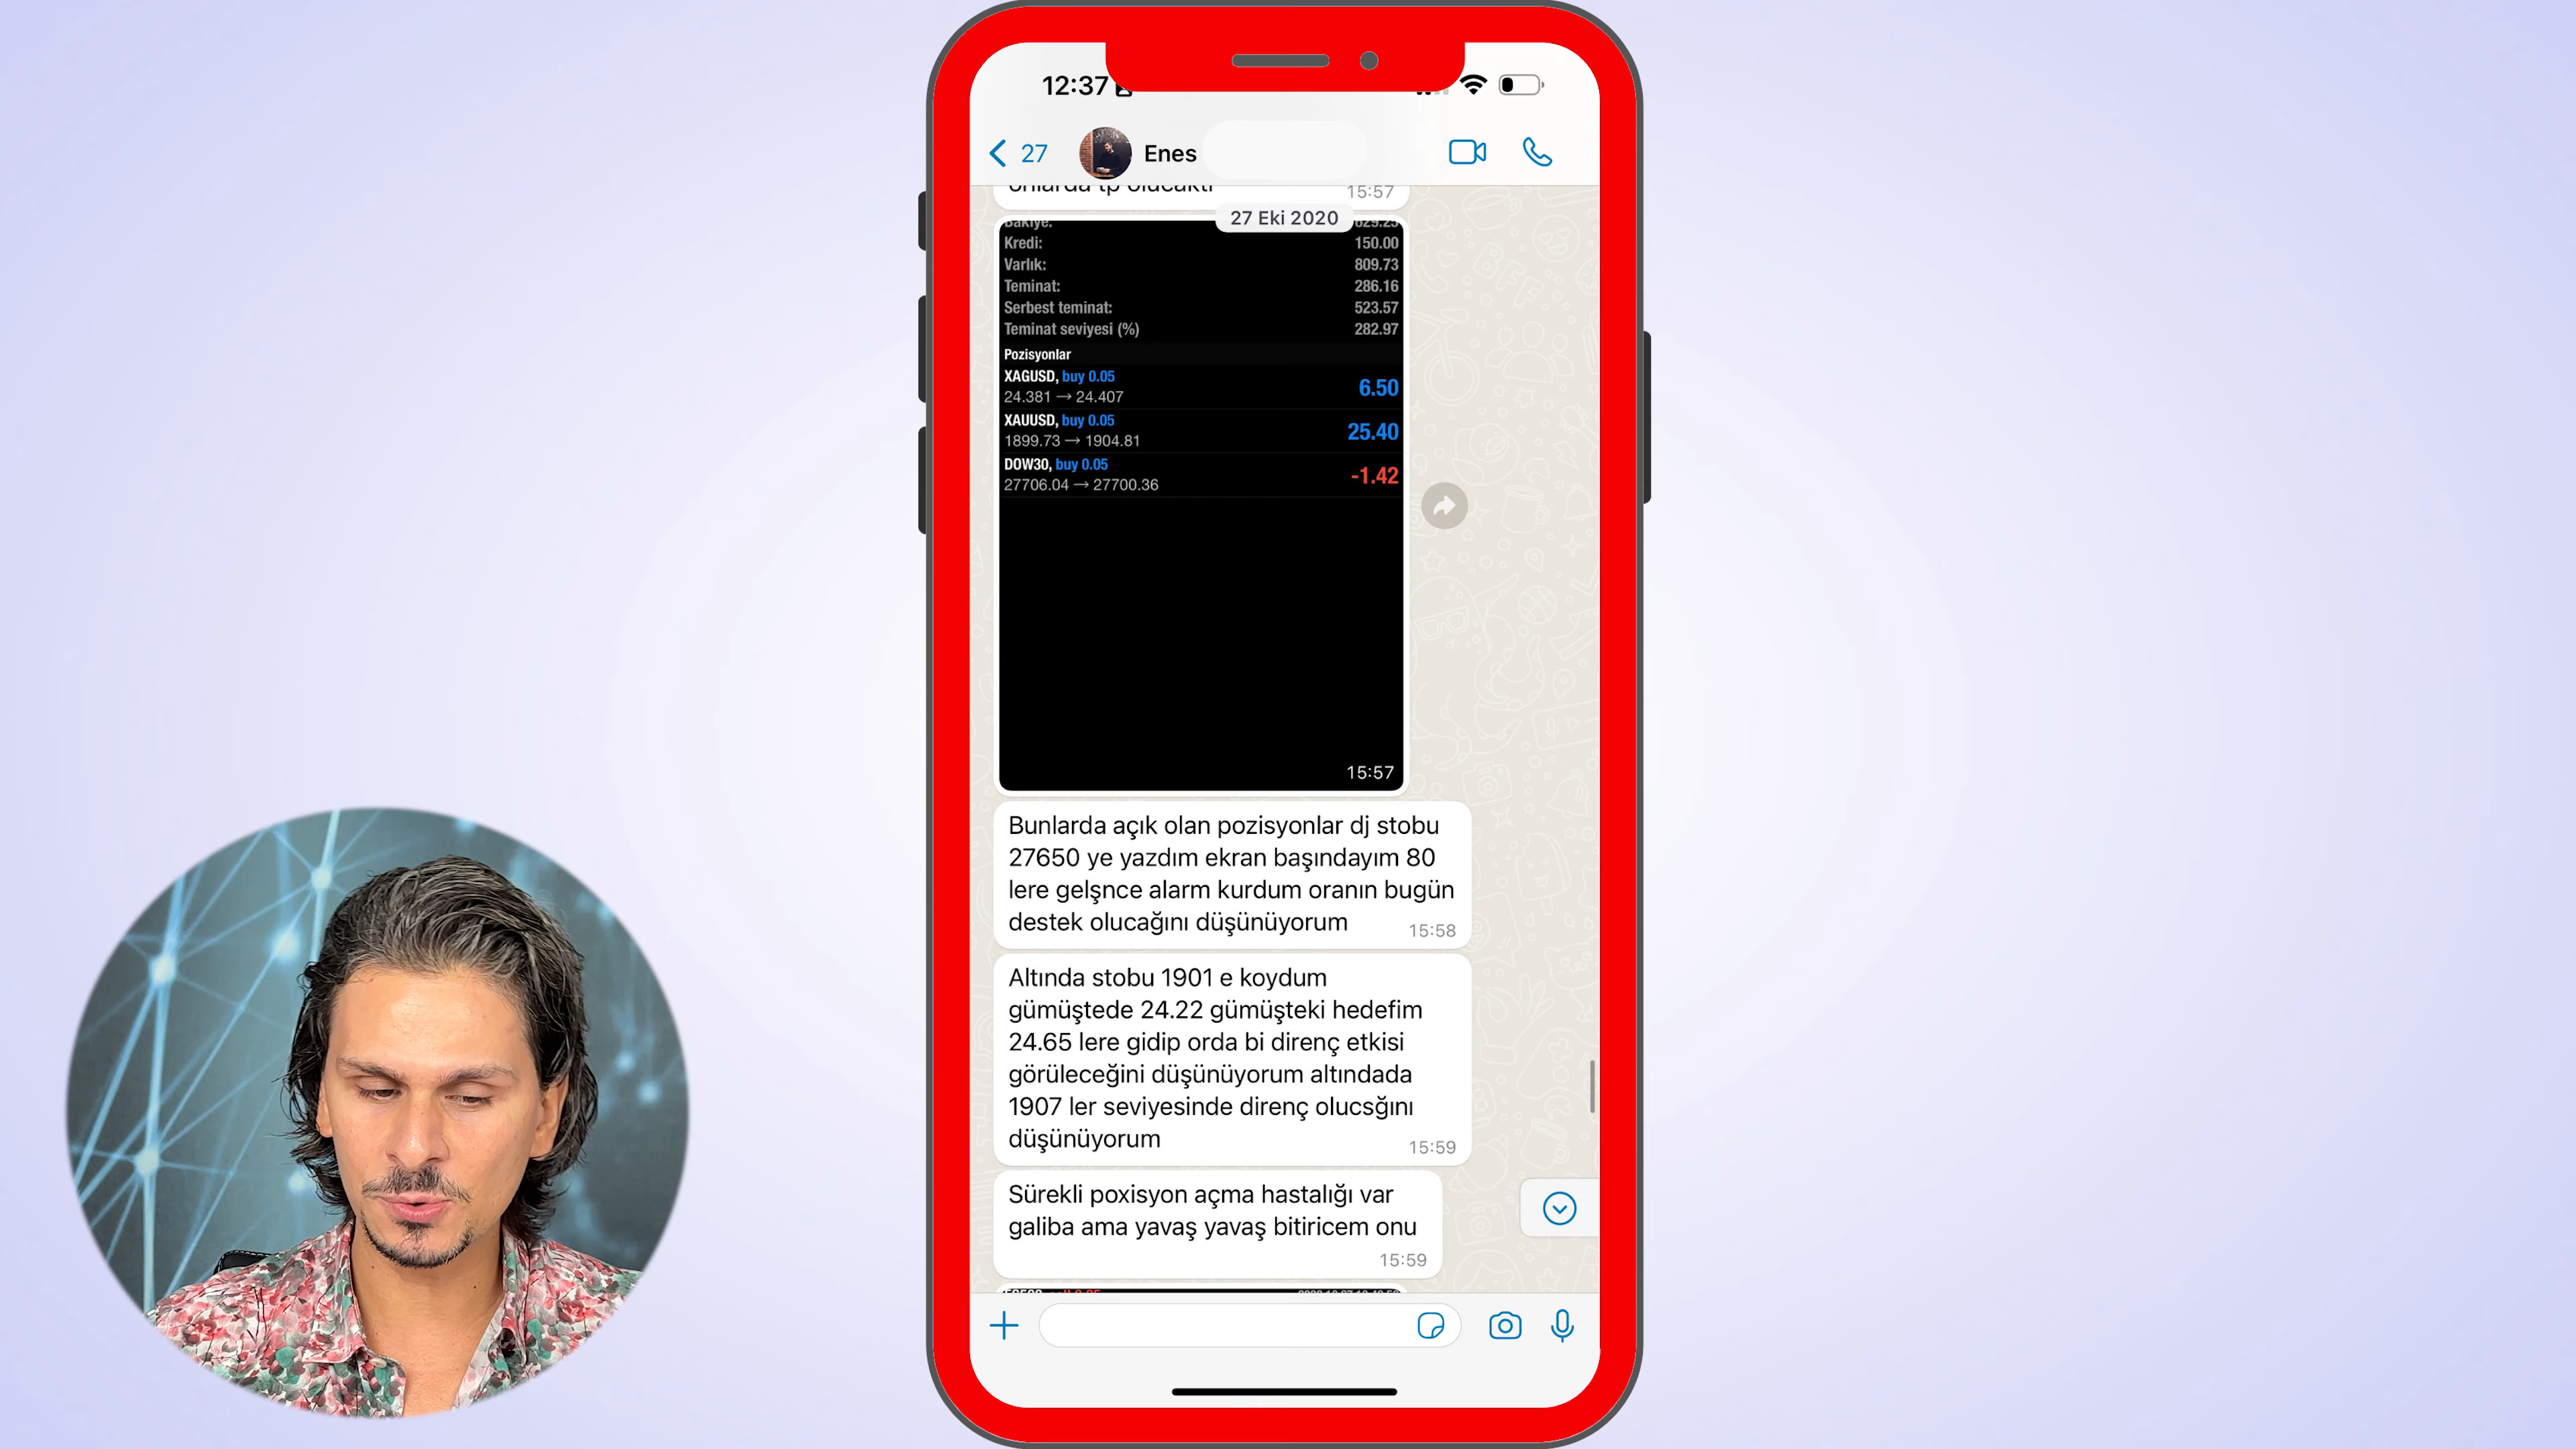 12:37
27
Enes
onlarda tp olucaktı
15:57
27 Eki 2020
Bakiye: 629.25
Kredi: 150.00
Varlık: 809.73
Teminat: 286.16
Serbest teminat: 523.57
Teminat seviyesi (%) 282.97
Pozisyonlar
XAGUSD, buy 0.05
24.381 → 24.407
6.50
XAUUSD, buy 0.05
1899.73 → 1904.81
25.40
DOW30, buy 0.05
27706.04 → 27700.36
-1.42
15:57
Bunlarda açık olan pozisyonlar dj stobu
27650 ye yazdım ekran başındayım 80
lere gelşnce alarm kurdum oranın bugün
destek olucağını düşünüyorum
15:58
Altında stobu 1901 e koydum
gümüştede 24.22 gümüşteki hedefim
24.65 lere gidip orda bi direnç etkisi
görüleceğini düşünüyorum altındada
1907 ler seviyesinde direnç olucsğını
düşünüyorum
15:59
Sürekli poxisyon açma hastalığı var
galiba ama yavaş yavaş bitiricem onu
15:59